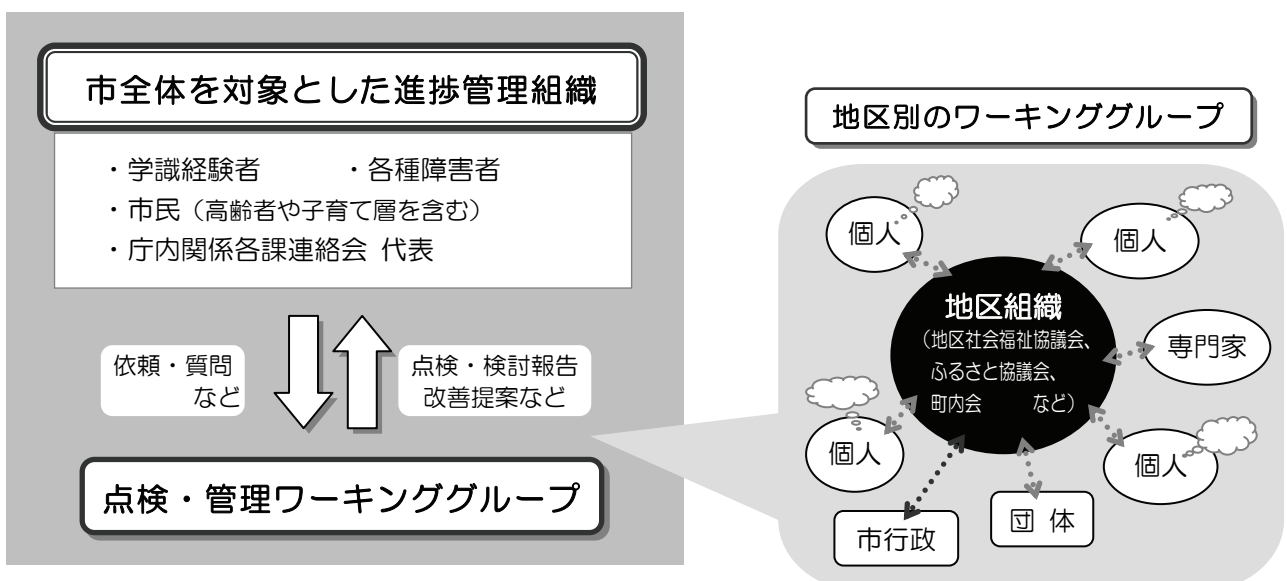 市全体を対象とした進捗管理組織
・学識経験者　・各種障害者
・市民（高齢者や子育て層を含む）
・庁内関係各課連絡会 代表
依頼・質問
など
点検・検討報告
改善提案など
点検・管理ワーキンググループ
地区別のワーキンググループ
個人
個人
地区組織
（地区社会福祉協議会、
ふるさと協議会、
町内会　など）
専門家
個人
個人
市行政
団 体